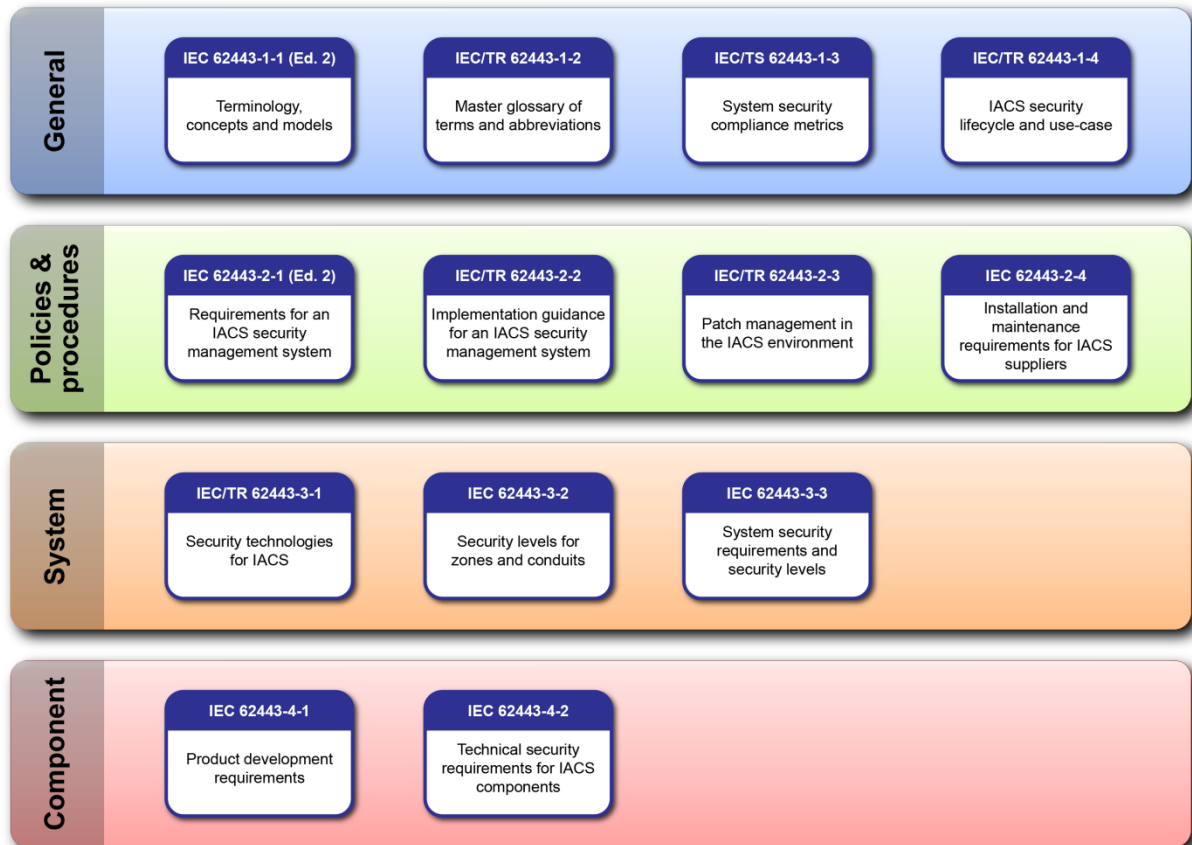 General
IEC 62443-1-1 (Ed. 2)
Terminology,
concepts and models
IEC/TR 62443-1-2
Master glossary of
terms and abbreviations
IEC/TS 62443-1-3
System security
compliance metrics
IEC/TR 62443-1-4
IACS security
lifecycle and use-case
Policies &
procedures
IEC 62443-2-1 (Ed. 2)
Requirements for an
IACS security
management system
IEC/TR 62443-2-2
Implementation guidance
for an IACS security
management system
IEC/TR 62443-2-3
Patch management in
the IACS environment
IEC 62443-2-4
Installation and
maintenance
requirements for IACS
suppliers
System
IEC/TR 62443-3-1
Security technologies
for IACS
IEC 62443-3-2
Security levels for
zones and conduits
IEC 62443-3-3
System security
requirements and
security levels
Component
IEC 62443-4-1
Product development
requirements
IEC 62443-4-2
Technical security
requirements for IACS
components